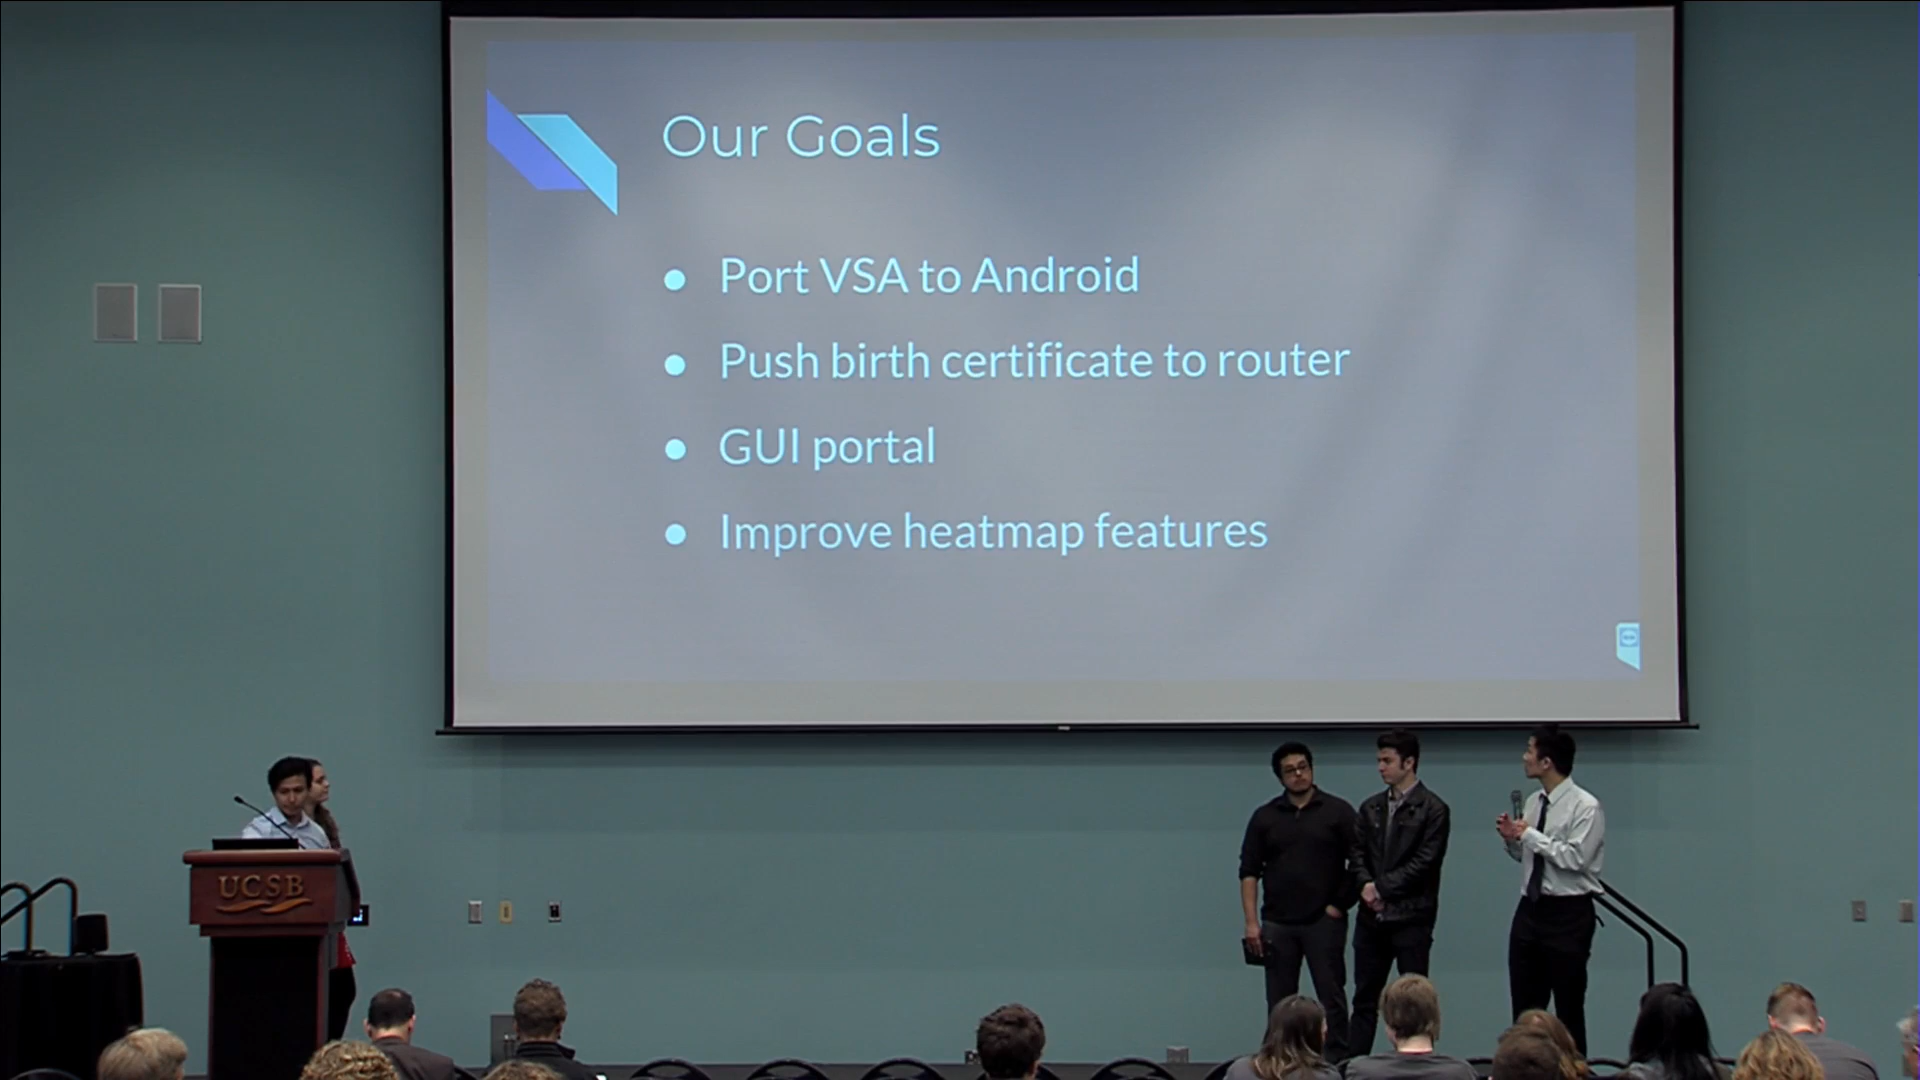 Our Goals
● Port VSA to Android
● Push birth certificate to router
● GUI portal
● Improve heatmap features
UCSB